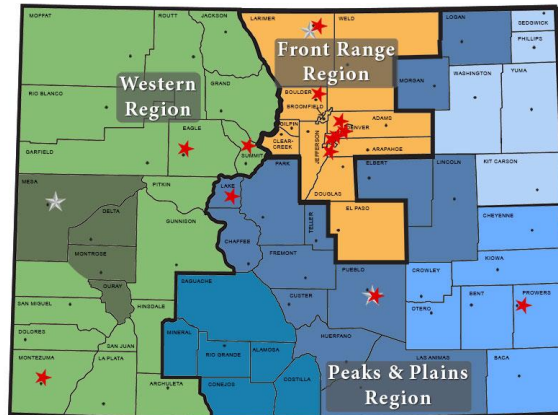 MOFFAT
ROUTT
JACKSON
LARIMER
WELD
LOGAN
SEDGWICK
PHILLIPS
Front Range
Region
MORGAN
WASHINGTON
YUMA
Western
Region
GRAND
RIO BLANCO
BOULDER
BROOMFIELD
GILPIN
DENVER
ADAMS
EAGLE
CLEAR-
CREEK
JEFFERSON
ARAPAHOE
GARFIELD
SUMMIT
PARK
DOUGLAS
ELBERT
LINCOLN
KIT CARSON
PITKIN
LAKE
MESA
DELTA
GUNNISON
CHAFFEE
TELLER
EL PASO
CHEYENNE
MONTROSE
FREMONT
KIOWA
OURAY
PUEBLO
CROWLEY
SAGUACHE
CUSTER
OTERO
BENT
PROWERS
SAN MIGUEL
HINSDALE
DOLORES
SAN JUAN
MINERAL
HUERFANO
MONTEZUMA
LA PLATA
RIO GRANDE
ALAMOSA
LAS ANIMAS
BACA
ARCHULETA
CONEJOS
COSTILLA
Peaks & Plains
Region